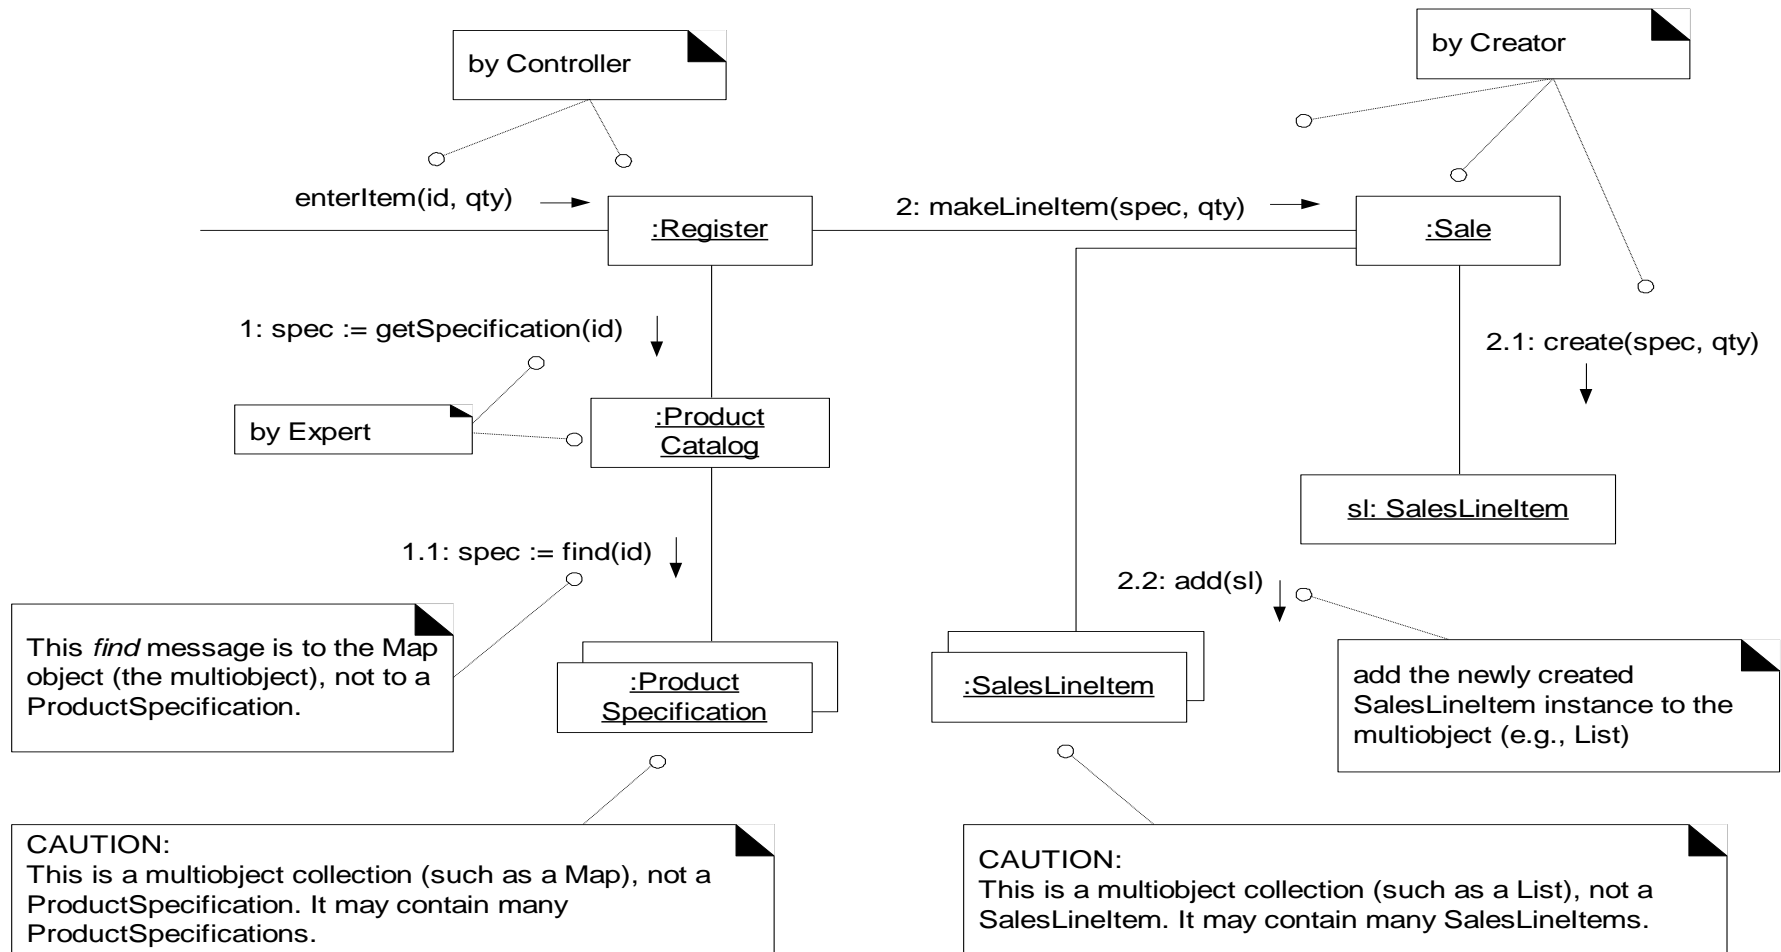 by Controller
by Creator
enterItem(id, qty)
2: makeLineItem(spec, qty)
:Register
:Sale
1: spec := getSpecification(id)
2.1: create(spec, qty)
by Expert
:Product
Catalog
sl: SalesLineItem
1.1: spec := find(id)
2.2: add(sl)
This find message is to the Map
object (the multiobject), not to a
ProductSpecification.
:Product
Specification
:SalesLineItem
add the newly created
SalesLineItem instance to the
multiobject (e.g., List)
CAUTION:
This is a multiobject collection (such as a Map), not a
ProductSpecification. It may contain many
ProductSpecifications.
CAUTION:
This is a multiobject collection (such as a List), not a
SalesLineItem. It may contain many SalesLineItems.